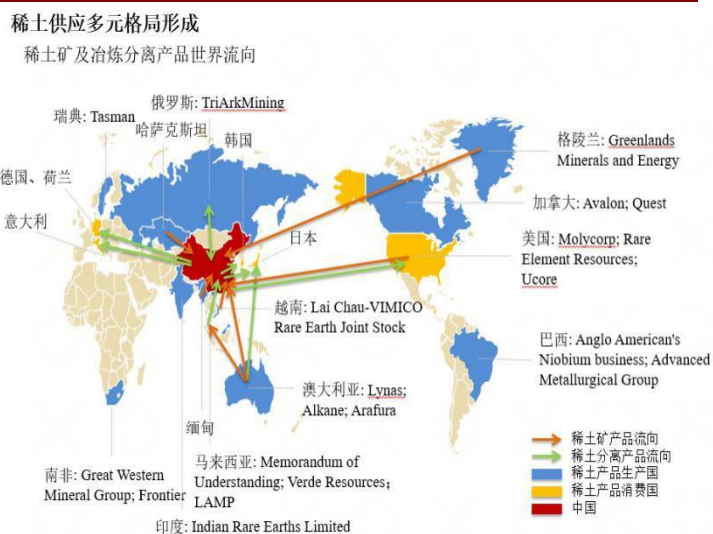 稀土供应多元格局形成
稀土矿及冶炼分离产品世界流向
俄罗斯: TriArkMining
瑞典: Tasman
哈萨克斯坦
韩国
德国、荷兰
意大利
日本
格陵兰: Greenlands
Minerals and Energy
加拿大: Avalon; Quest
美国: Molycorp; Rare
Element Resources;
Ucore
越南: Lai Chau-VIMICO
Rare Earth Joint Stock
巴西: Anglo American's
Niobium business; Advanced
Metallurgical Group
澳大利亚: Lynas;
Alkane; Arafura
缅甸
南非: Great Western
Mineral Group; Frontier
马来西亚: Memorandum of
Understanding; Verde Resources；
LAMP
印度: Indian Rare Earths Limited
稀土矿产品流向
稀土分离产品流向
稀土产品生产国
稀土产品消费国
中国